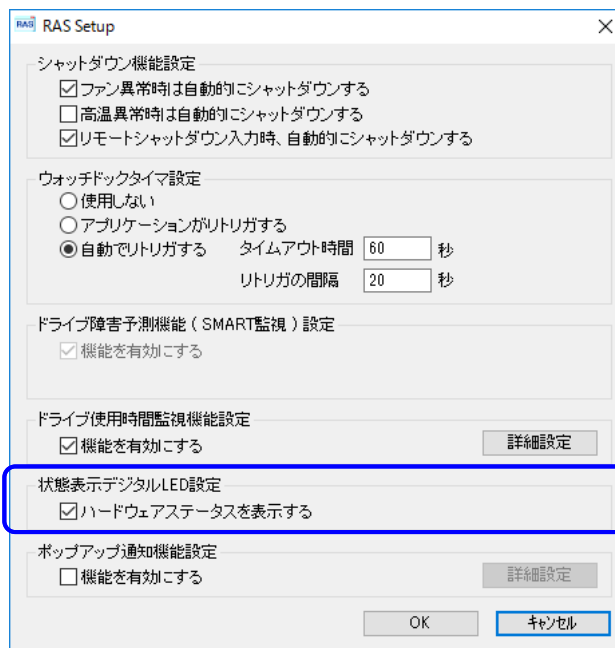 RAS RAS Setup
シャットダウン機能設定
ファン異常時は自動的にシャットダウンする
高温異常時は自動的にシャットダウンする
リモートシャットダウン入力時、自動的にシャットダウンする
ウォッチドックタイマ設定
使用しない
アプリケーションがリトリガする
自動でリトリガする タイムアウト時間 60 秒
リトリガの間隔 20 秒
ドライブ障害予測機能 ( SMART監視 ) 設定
機能を有効にする
ドライブ使用時間監視機能設定
機能を有効にする 詳細設定
状態表示デジタルLED設定
ハードウェアステータスを表示する
ポップアップ通知機能設定
機能を有効にする 詳細設定
OK キャンセル